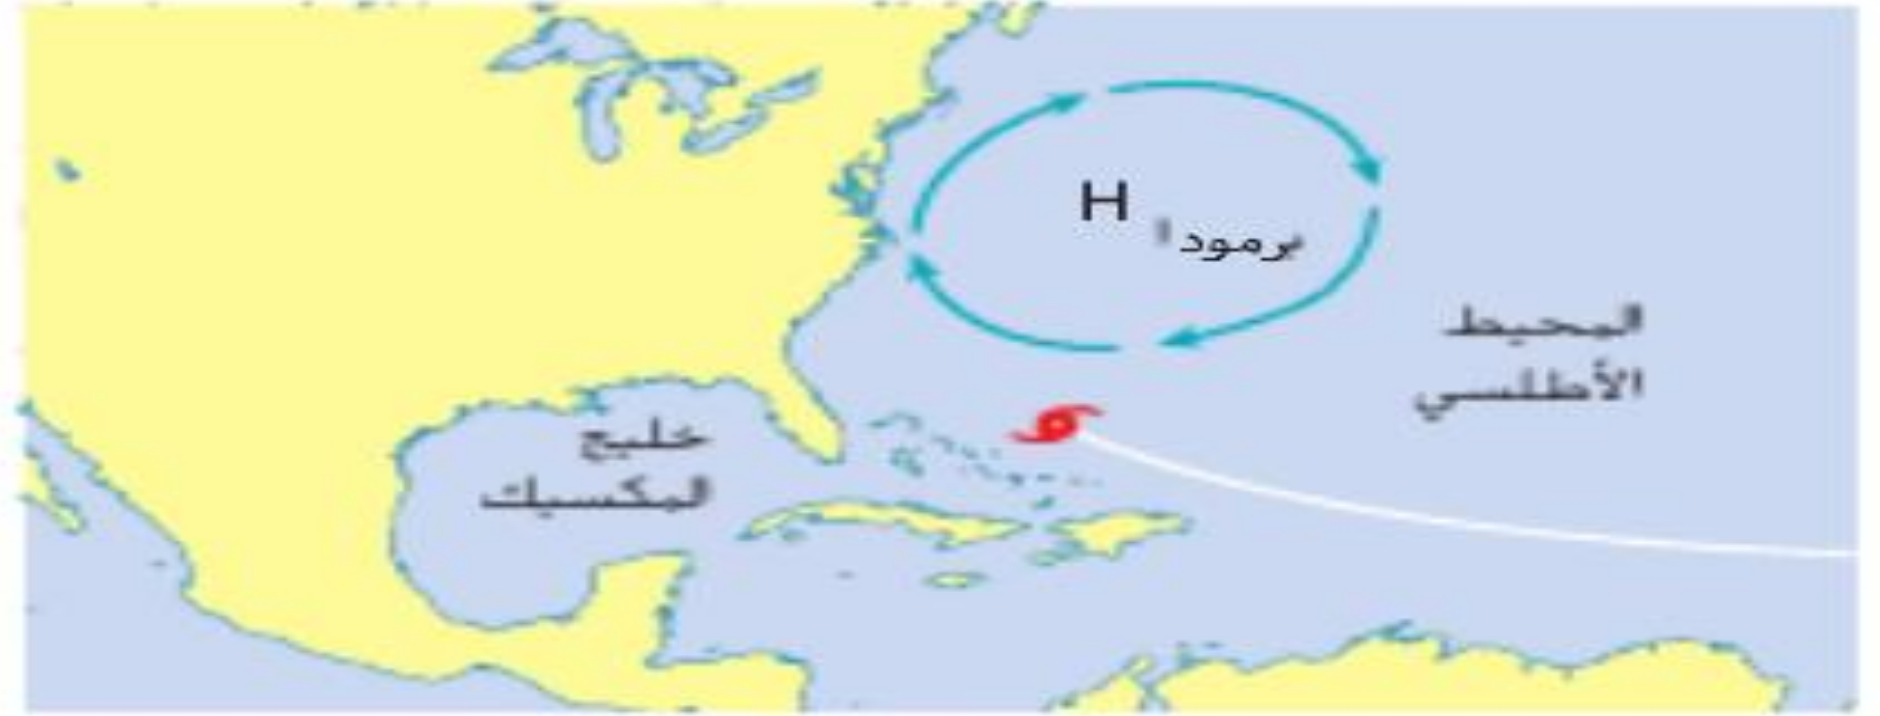 H
برمودا
المحيط
الأطلسي
خليج
المكسيك